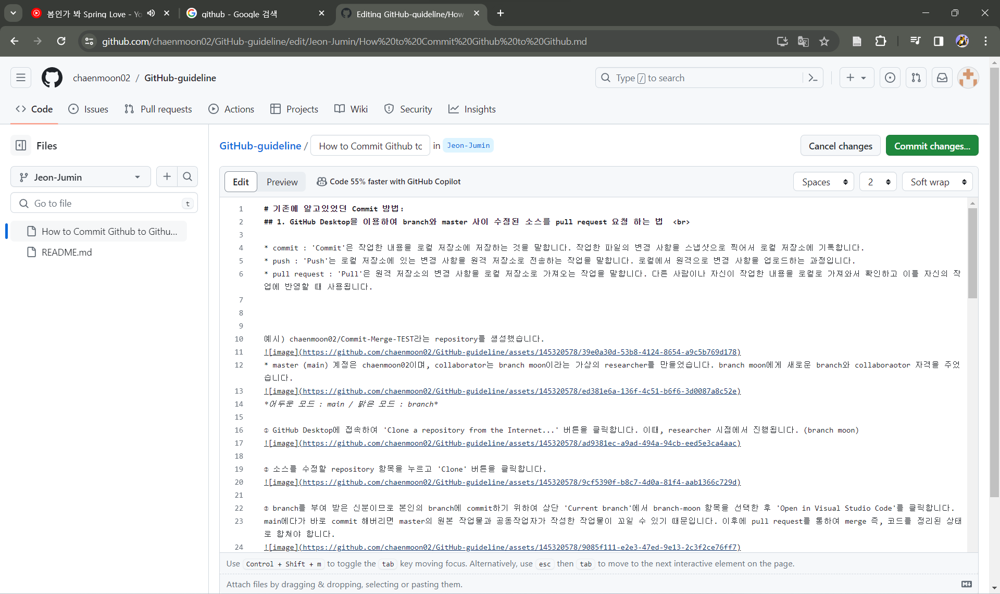 봄인가 봐 Spring Love - Yo
github - Google 검색
Editing GitHub-guideline/How
github.com/chaenmoon02/GitHub-guideline/edit/Jeon-Jumin/How%20to%20Commit%20Github%20to%20Github.md
chaenmoon02 / GitHub-guideline
Type / to search
Code
Issues
Pull requests
Actions
Projects
Wiki
Security
Insights
Files
GitHub-guideline / How to Commit Github to in Jeon-Jumin
Cancel changes
Commit changes...
Jeon-Jumin
Edit
Preview
Code 55% faster with GitHub Copilot
Spaces
2
Soft wrap
Go to file
t
How to Commit Github to Githu...
README.md
1 # 기존에 알고있었던 Commit 방법:
2 ## 1. GitHub Desktop을 이용하여 branch와 master 사이 수정된 소스를 pull request 요청 하는 법 <br>
3
4 * commit : 'Commit'은 작업한 내용을 로컬 저장소에 저장하는 것을 말합니다. 작업한 파일의 변경 사항을 스냅샷으로 찍어서 로컬 저장소에 기록합니다.
5 * push : 'Push'는 로컬 저장소에 있는 변경 사항을 원격 저장소로 전송하는 작업을 말합니다. 로컬에서 원격으로 변경 사항을 업로드하는 과정입니다.
6 * pull request : 'Pull'은 원격 저장소의 변경 사항을 로컬 저장소로 가져오는 작업을 말합니다. 다른 사람이나 자신이 작업한 내용을 로컬로 가져와서 확인하고 이를 자신의 작
업에 반영할 때 사용됩니다.
7
8
9
10 예시) chaenmoon02/Commit-Merge-TEST라는 repository를 생성했습니다.
11 ![image](https://github.com/chaenmoon02/GitHub-guideline/assets/145320578/39e0a30d-53b8-4124-8654-a9c5b769d178)
12 * master (main) 계정은 chaenmoon02이며, collaborator는 branch moon이라는 가상의 researcher를 만들었습니다. branch moon에게 새로운 branch와 collaboraotor 자격을 주었
습니다.
13 ![image](https://github.com/chaenmoon02/GitHub-guideline/assets/145320578/ed381e6a-136f-4c51-b6f6-3d0087a8c52e)
14 *어두운 모드 : main / 밝은 모드 : branch*
15
16 ① GitHub Desktop에 접속하여 'Clone a repository from the Internet...' 버튼을 클릭합니다. 이때, researcher 시점에서 진행됩니다. (branch moon)
17 ![image](https://github.com/chaenmoon02/GitHub-guideline/assets/145320578/ad9381ec-a9ad-494a-94cb-eed5e3ca4aac)
18
19 ② 소스를 수정할 repository 항목을 누르고 'Clone' 버튼을 클릭합니다.
20 ![image](https://github.com/chaenmoon02/GitHub-guideline/assets/145320578/9cf5390f-b8c7-4d0a-81f4-aab1366c729d)
21
22 ③ branch를 부여 받은 신분이므로 본인의 branch에 commit하기 위하여 상단 'Current branch'에서 branch-moon 항목을 선택한 후 'Open in Visual Studio Code'를 클릭합니다.
23 main에다가 바로 commit 해버리면 master의 원본 작업물과 공동작업자가 작성한 작업물이 꼬일 수 있기 때문입니다. 이후에 pull request를 통하여 merge 즉, 코드를 정리된 상태
로 합쳐야 합니다.
24 ![image](https://github.com/chaenmoon02/GitHub-guideline/assets/145320578/9085f111-e2e3-47ed-9e13-2c3f2ce76ff7)
Use Control + Shift + m to toggle the tab key moving focus. Alternatively, use esc then tab to move to the next interactive element on the page.
Attach files by dragging & dropping, selecting or pasting them.